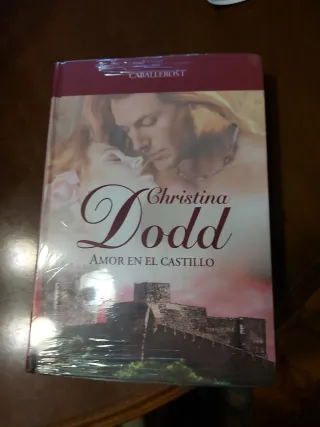 CABALLEROS I
Christina
Dodd
AMOR EN EL CASTILLO